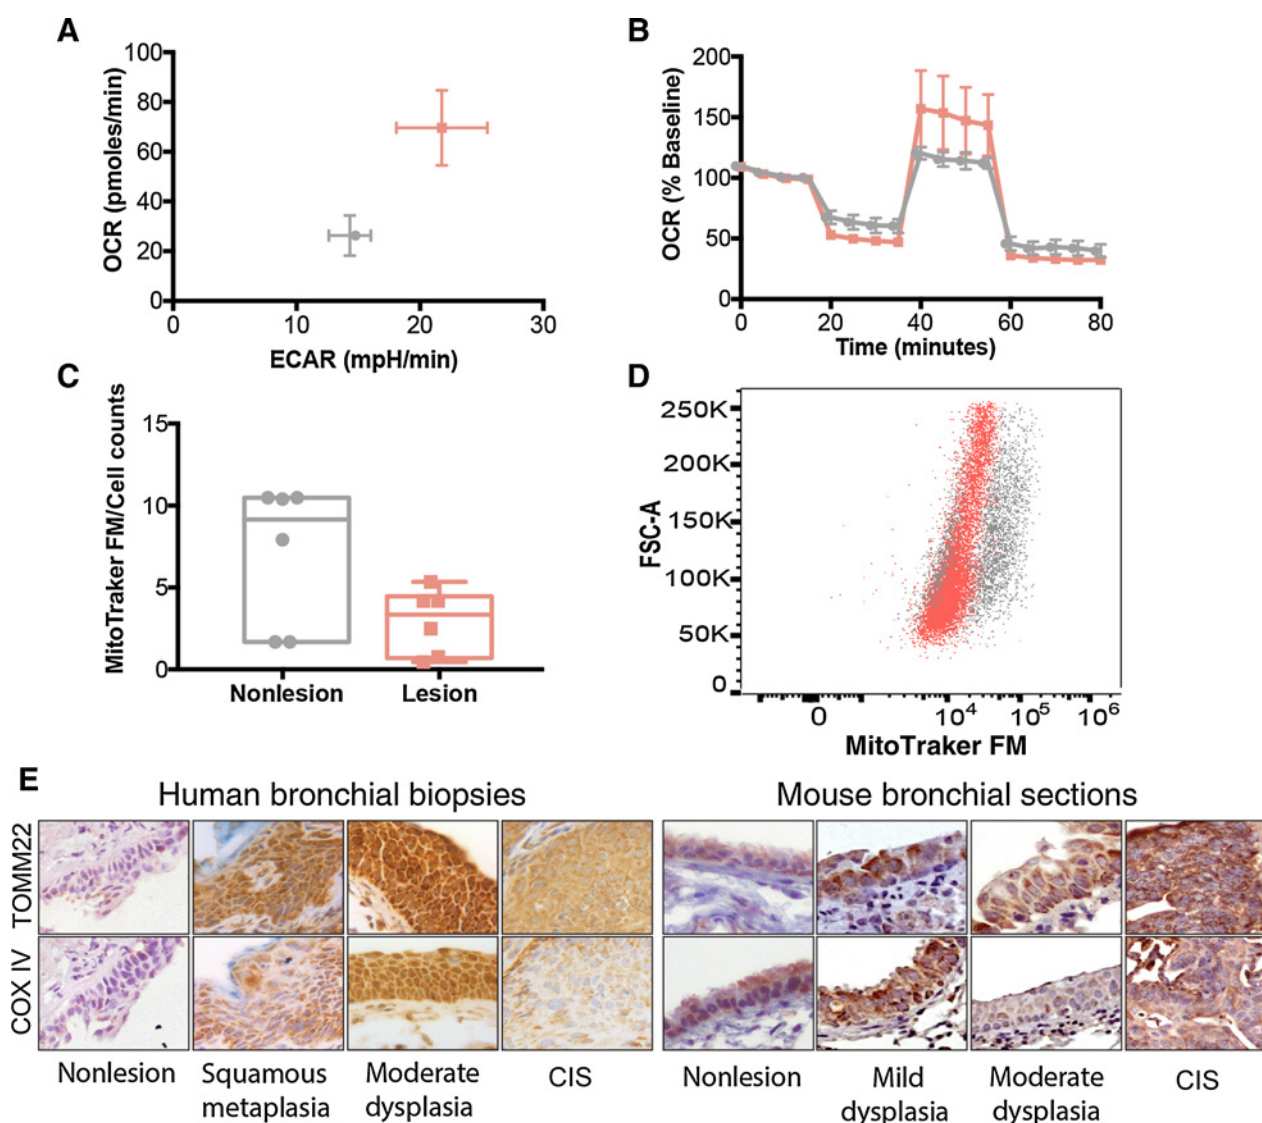 A
OCR (pmoles/min)
100
80
60
40
20
0
0 10 20 30
ECAR (mpH/min)
B
OCR (% Baseline)
200
150
100
50
0
0 20 40 60 80
Time (minutes)
C
MitoTraker FM/Cell counts
15
10
5
0
Nonlesion Lesion
D
FSC-A
250K
200K
150K
100K
50K
0
0 10⁴ 10⁵ 10⁶
MitoTraker FM
E
Human bronchial biopsies
Mouse bronchial sections
TOMM22
COX IV
Nonlesion
Squamous
metaplasia
Moderate
dysplasia
CIS
Nonlesion
Mild
dysplasia
Moderate
dysplasia
CIS